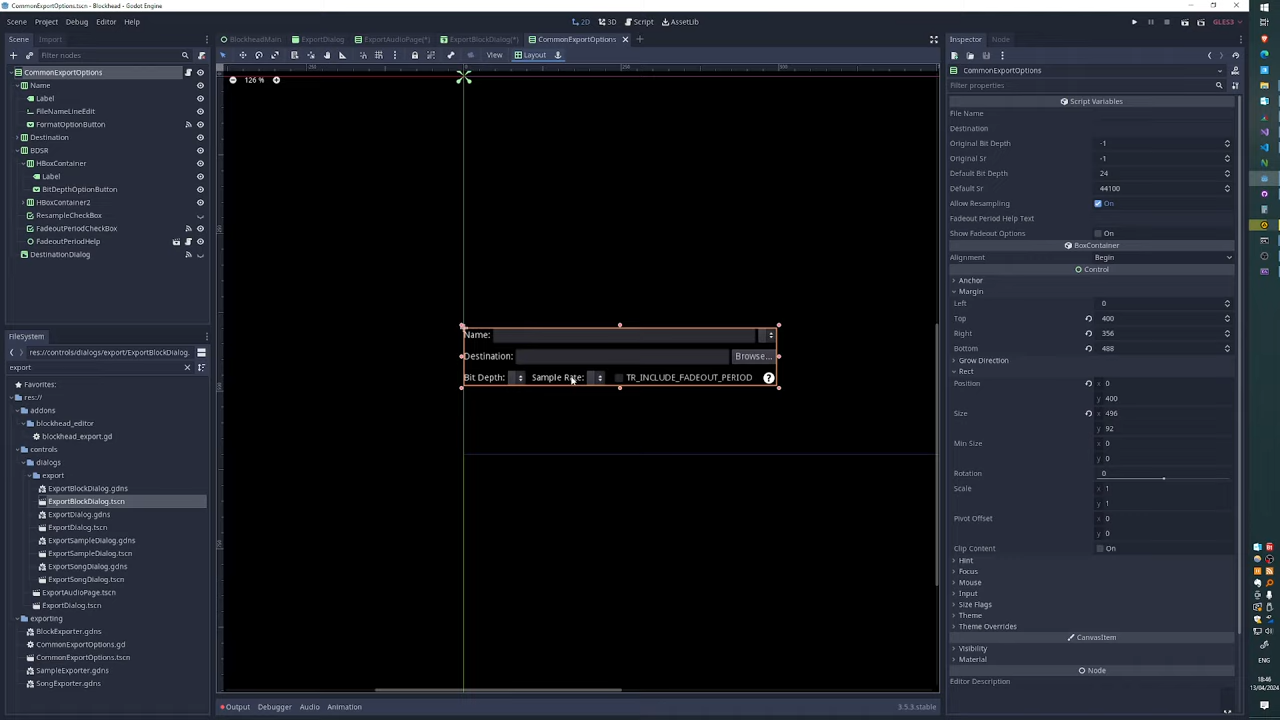 CommonExportOptions.tscn - Blockhead - Godot Engine
Scene Project Debug Editor Help
2D 3D Script AssetLib
GLES3
Scene Import
Filter nodes
CommonExportOptions
Name
Label
FileNameLineEdit
FormatOptionButton
Destination
BDSR
HBoxContainer
Label
BitDepthOptionButton
HBoxContainer2
ResampleCheckBox
FadeoutPeriodCheckBox
FadeoutPeriodHelp
DestinationDialog
FileSystem
res://controls/dialogs/export/ExportBlockDialog.
export
Favorites:
res://
addons
blockhead_editor
blockhead_export.gd
controls
dialogs
export
ExportBlockDialog.gdns
ExportBlockDialog.tscn
ExportDialog.gdns
ExportDialog.tscn
ExportSampleDialog.gdns
ExportSampleDialog.tscn
ExportSongDialog.gdns
ExportSongDialog.tscn
ExportAudioPage.tscn
ExportDialog.tscn
exporting
BlockExporter.gdns
CommonExportOptions.gd
CommonExportOptions.tscn
SampleExporter.gdns
SongExporter.gdns
BlockheadMain ExportDialog ExportAudioPage(*) ExportBlockDialog(*) CommonExportOptions
View Layout
126 %
Name:
Destination: Browse...
Bit Depth: Sample Rate: TR_INCLUDE_FADEOUT_PERIOD ?
Output Debugger Audio Animation 3.5.3.stable
Inspector Node
CommonExportOptions
Filter properties
Script Variables
File Name
Destination
Original Bit Depth -1
Original Sr -1
Default Bit Depth 24
Default Sr 44100
Allow Resampling On
Fadeout Period Help Text
Show Fadeout Options On
BoxContainer
Alignment Begin
Control
Anchor
Margin
Left 0
Top 400
Right 356
Bottom 488
Grow Direction
Rect
Position x 0
y 400
Size x 496
y 92
Min Size x 0
y 0
Rotation 0
Scale x 1
y 1
Pivot Offset x 0
y 0
Clip Content On
Hint
Focus
Mouse
Input
Size Flags
Theme
Theme Overrides
CanvasItem
Visibility
Material
Node
Editor Description
ENG
18:46
13/04/2024